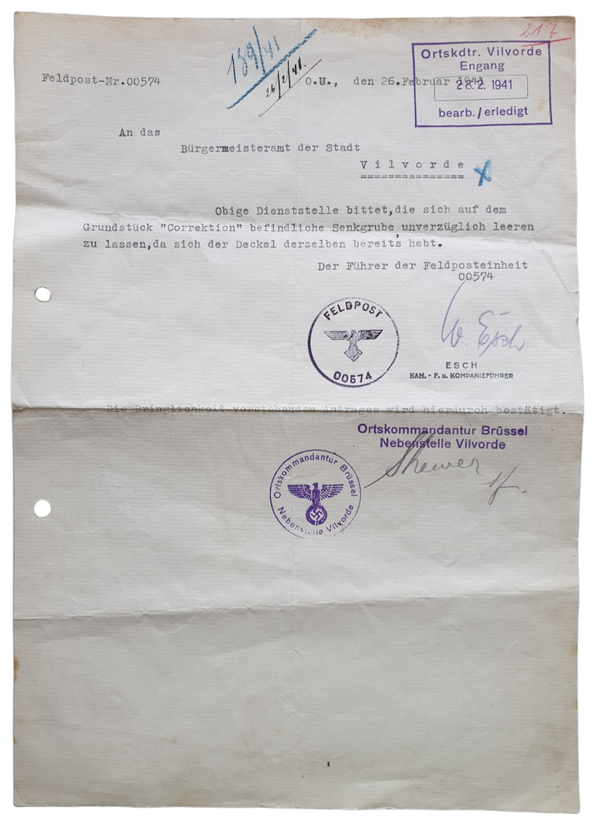 217
139/41
26/2/41.
Ortskdtr. Vilvorde
Engang
28.2. 1941
bearb./erledigt
Feldpost-Nr.00574
O.U., den 26.Februar 1941
An das
Bürgermeisteramt der Stadt
Vilvorde
Obige Dienststelle bittet,die sich auf dem
Grundstück "Correktion" befindliche Senkgrube unverzüglich leeren
zu lassen,da sich der Deckel derselben bereits hebt.
Der Führer der Feldposteinheit
00574
FELDPOST
00574
Esch
ESCH
KAM. - F. u. KOMPANIEFÜHRER
Die Dringlichkeit vorstehenden Antrages wird hierdurch bestätigt.
Ortskommandantur Brüssel
Nebenstelle Vilvorde
Ortskommandantur Brüssel
Nebenstelle Vilvorde